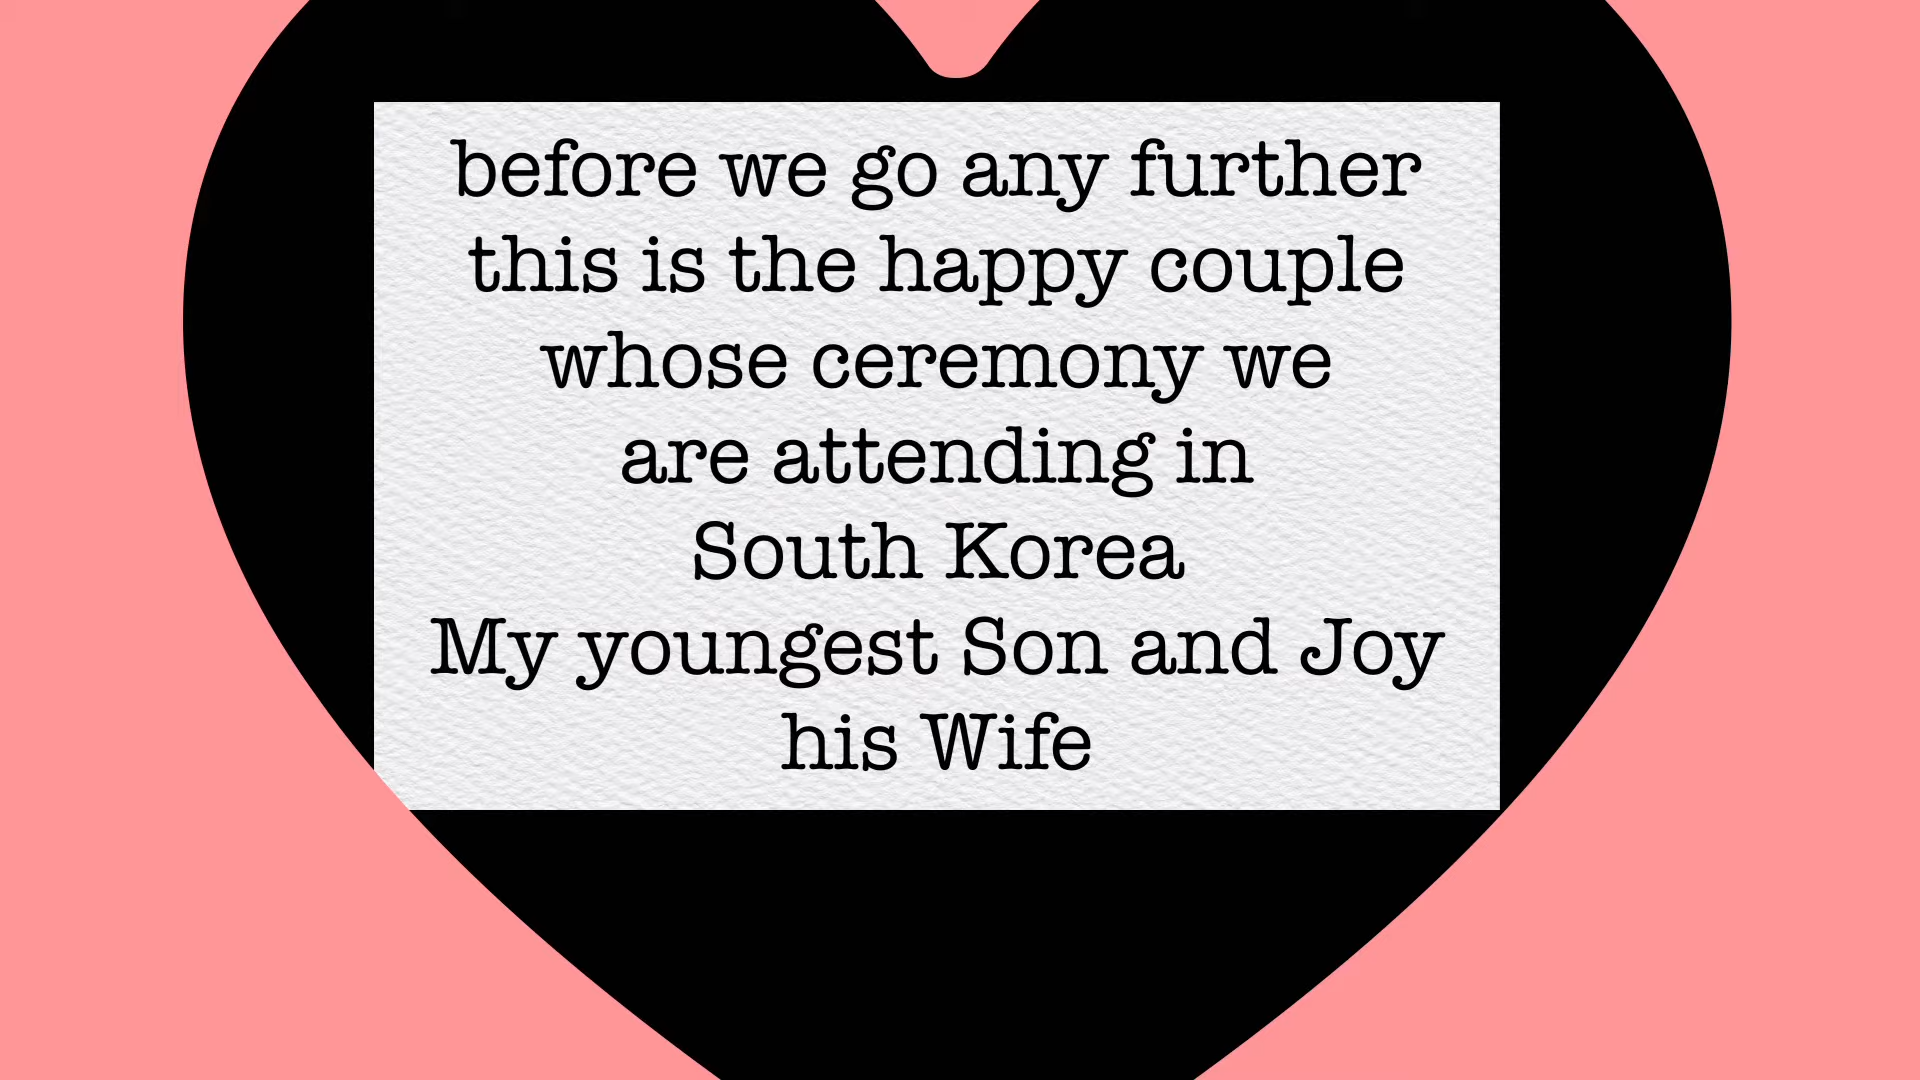 before we go any further
this is the happy couple
whose ceremony we
are attending in
South Korea
My youngest Son and Joy
his Wife